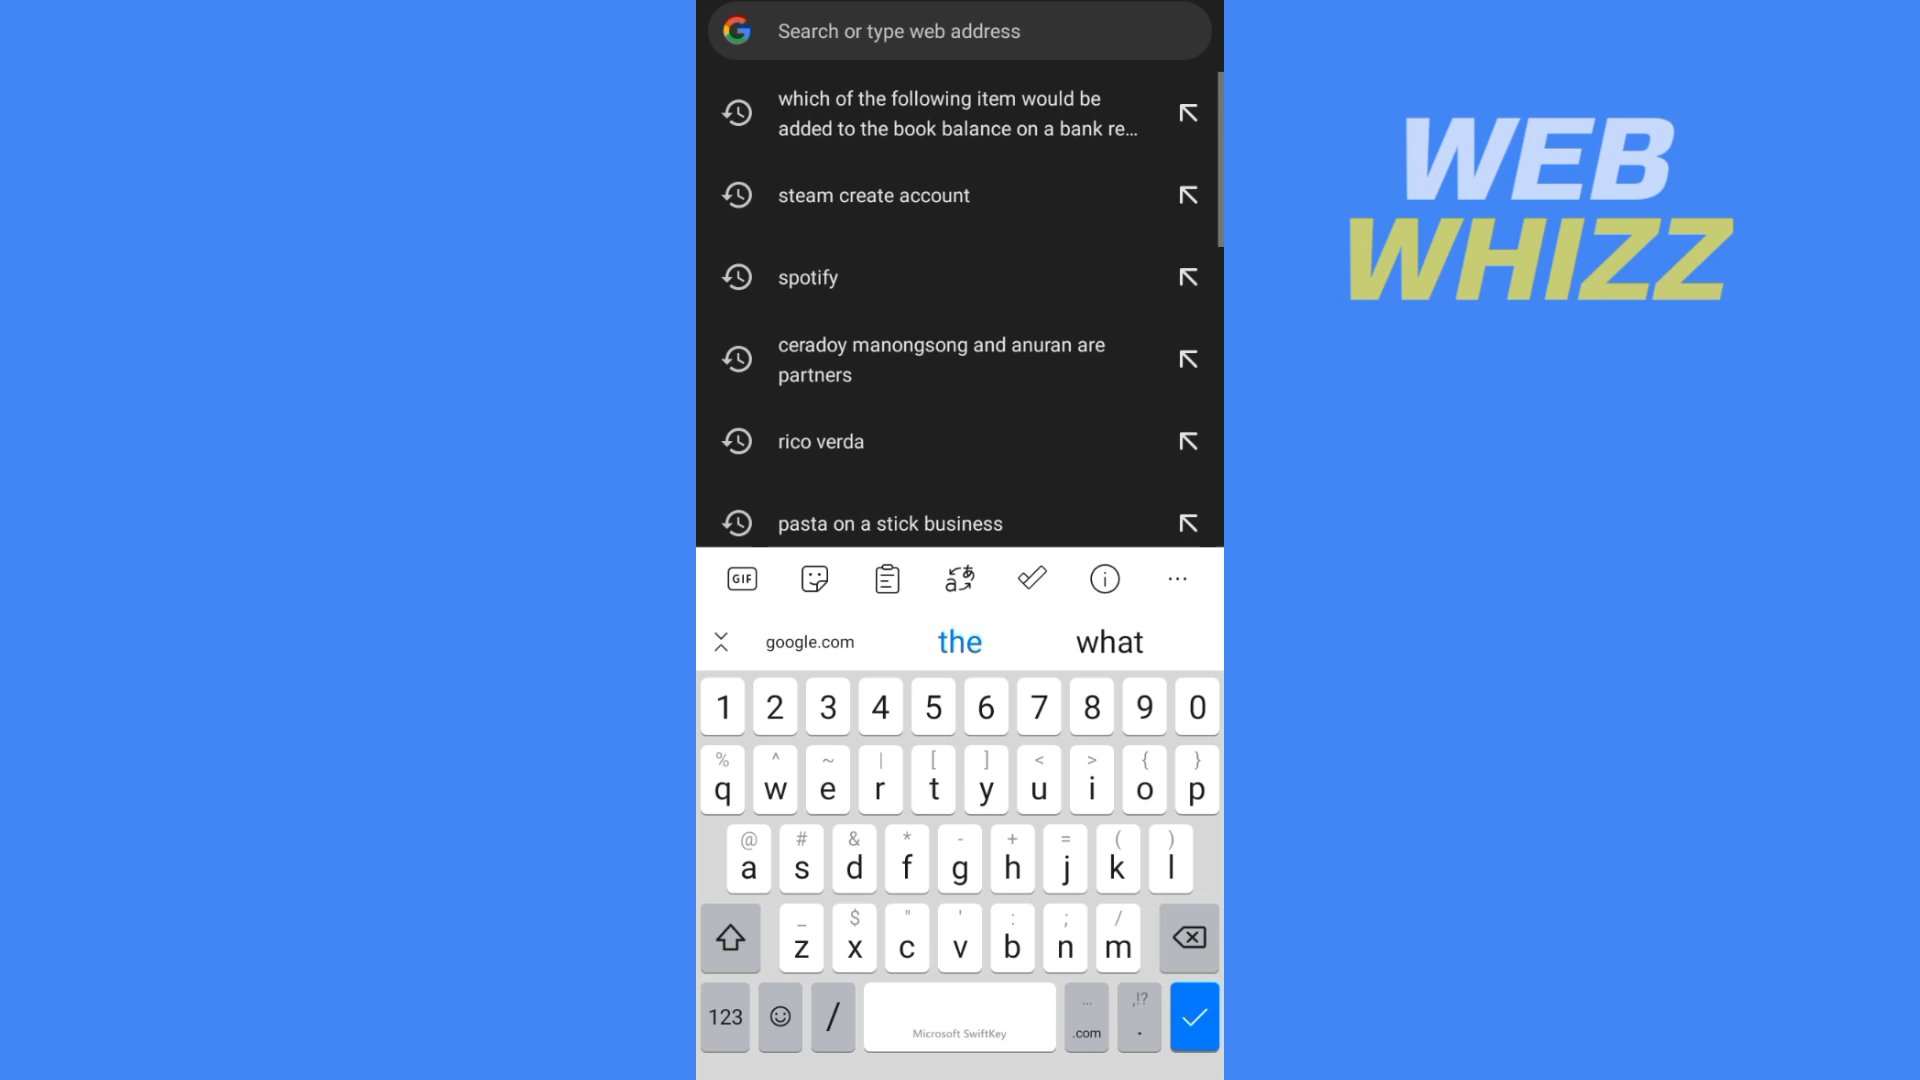 Search or type web address
which of the following item would be
added to the book balance on a bank re...
steam create account
spotify
ceradoy manongsong and anuran are
partners
rico verda
pasta on a stick business
GIF
google.com the what
1 2 3 4 5 6 7 8 9 0
% ^ ~ | [ ] < > { }
q w e r t y u i o p
@ # & * - + = ( )
a s d f g h j k l
_ $ " ' : ; /
z x c v b n m
... ,!?
123 / Microsoft SwiftKey .com .
WEB
WHIZZ